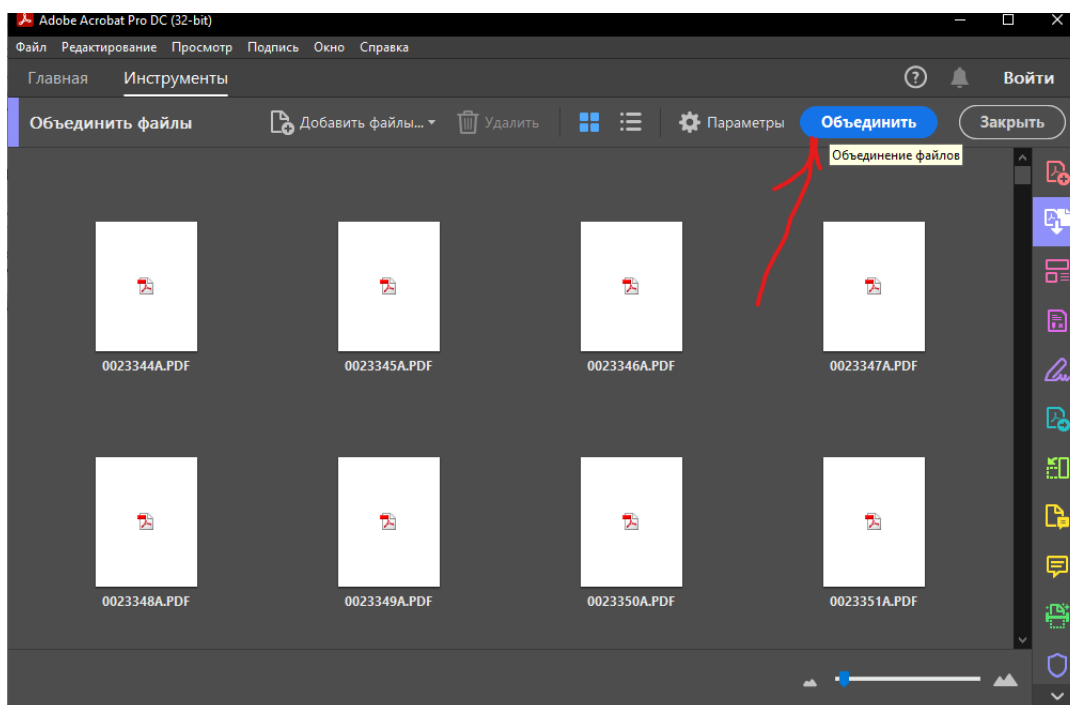 Adobe Acrobat Pro DC (32-bit)
Файл Редактирование Просмотр Подпись Окно Справка
Главная Инструменты Войти
Объединить файлы Добавить файлы... Удалить Параметры Объединить Закрыть
Объединение файлов
0023344A.PDF 0023345A.PDF 0023346A.PDF 0023347A.PDF
0023348A.PDF 0023349A.PDF 0023350A.PDF 0023351A.PDF